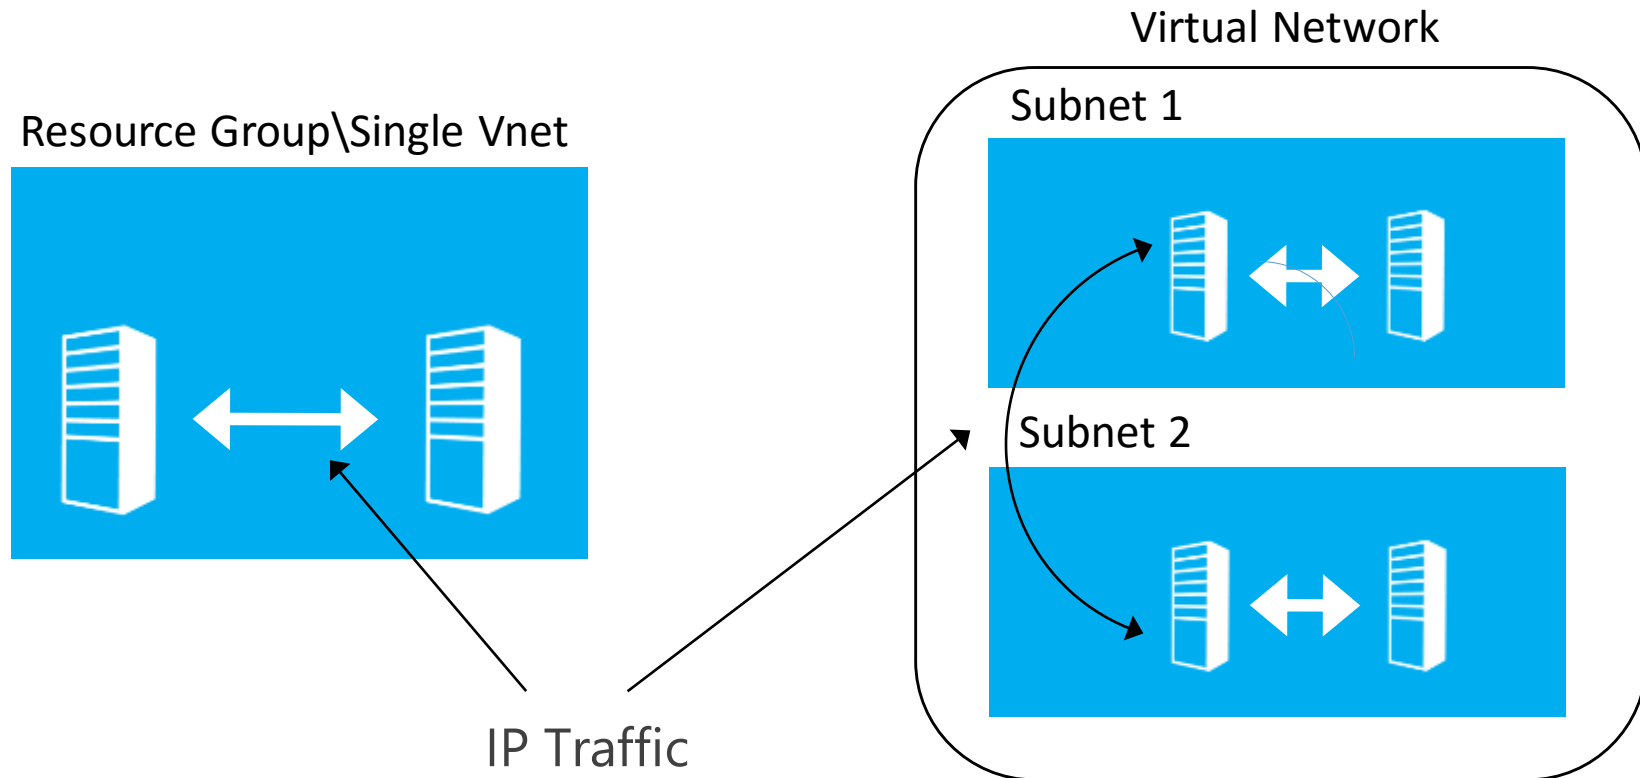 Virtual Network
Resource Group\Single Vnet
Subnet 1
Subnet 2
IP Traffic